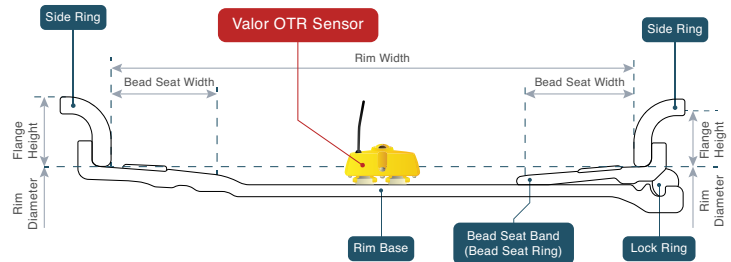 Side Ring
Valor OTR Sensor
Side Ring
Rim Width
Bead Seat Width
Bead Seat Width
Flange
Height
Flange
Height
Rim
Diameter
Rim
Diameter
Rim Base
Bead Seat Band
(Bead Seat Ring)
Lock Ring